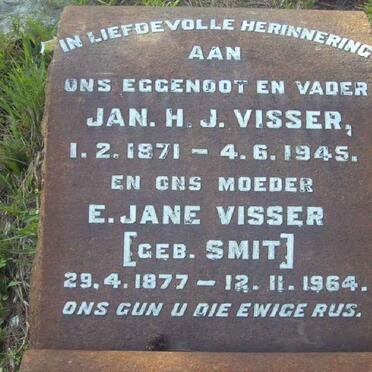 IN LIEFDEVOLLE HERINNERING
AAN
ONS EGGENOOT EN VADER
JAN. H. J. VISSER,
1. 2. 1871 – 4. 6. 1945.
EN ONS MOEDER
E. JANE VISSER
[GEB. SMIT]
29. 4. 1877 – 12. 11. 1964.
ONS GUN U DIE EWIGE RUS.